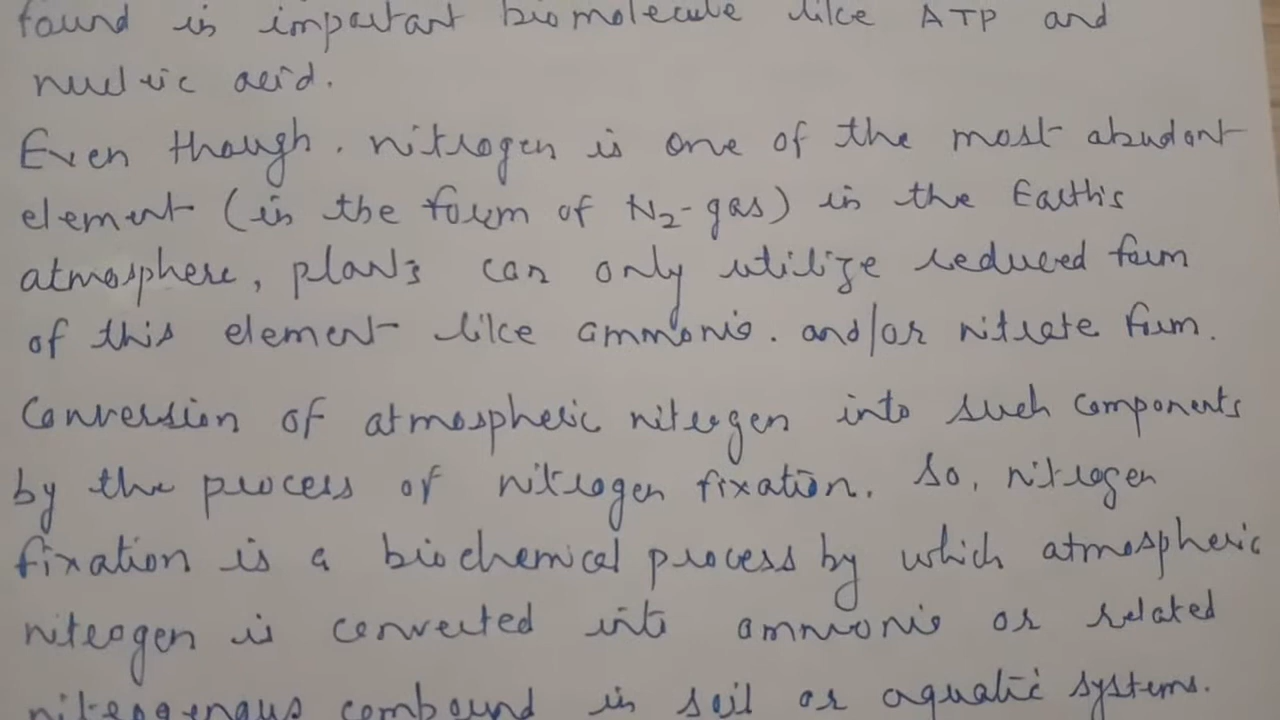 found in important biomolecule like ATP and
nucleic acid.
Even though. nitrogen is one of the most abudant
element (in the form of N₂-gas) in the Earth's
atmosphere, plants can only utilize reduced form
of this element like ammonia. and/or nitrate form.
Conversion of atmospheric nitrogen into such components
by the process of nitrogen fixation. So, nitrogen
fixation is a biochemical process by which atmospheric
nitrogen is converted into ammonia or related
nitrogenous compound in soil or aquatic systems.